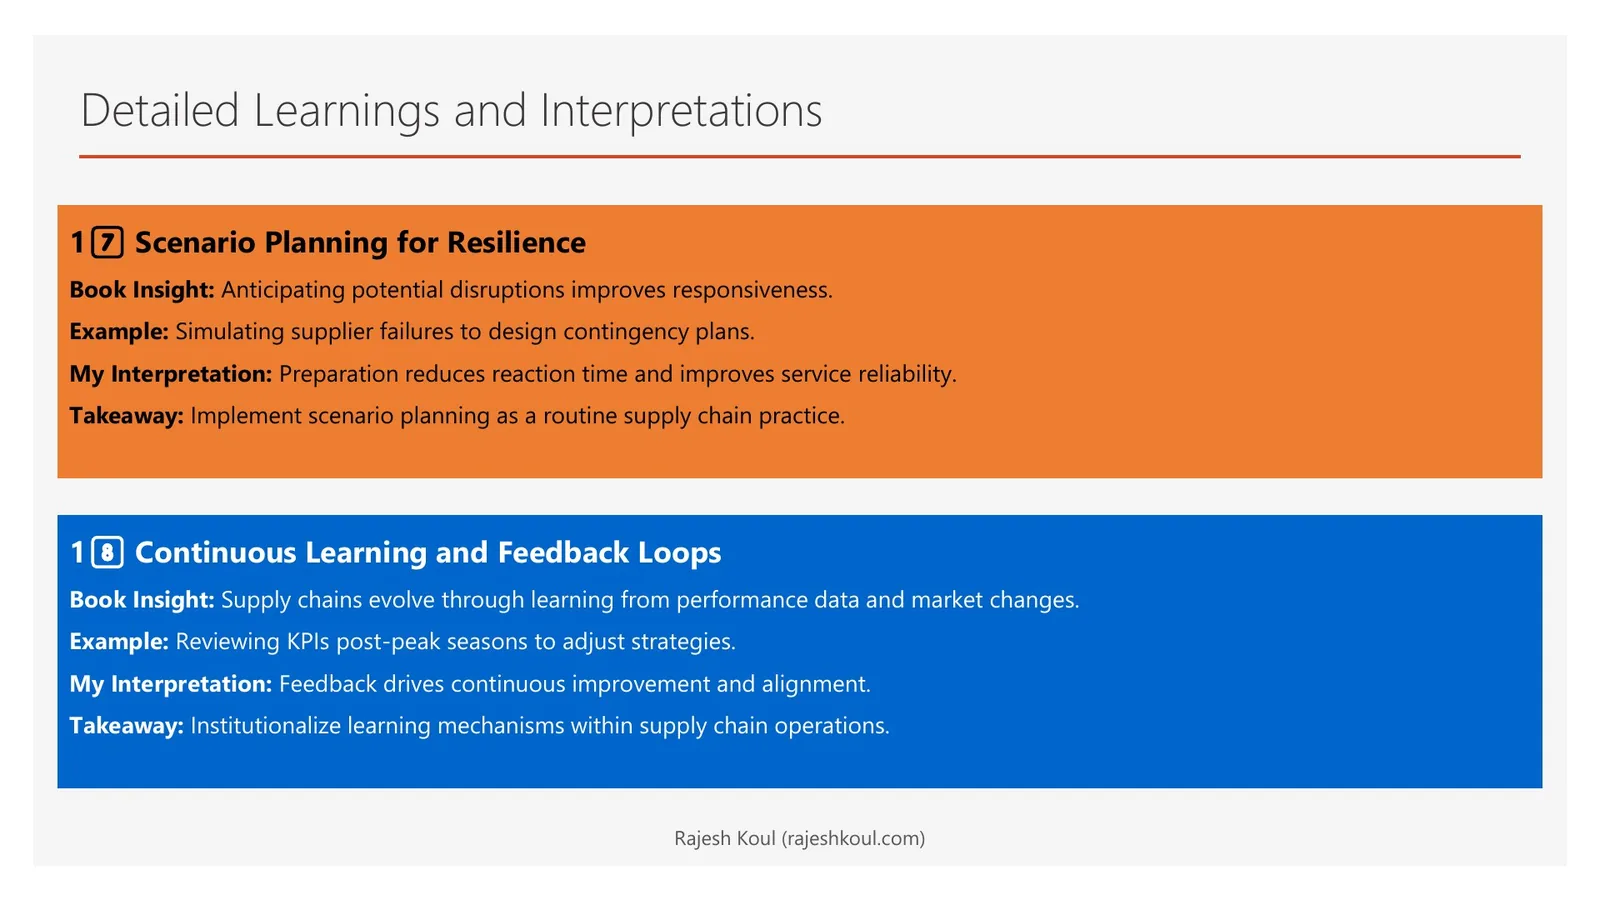 Detailed Learnings and Interpretations
17️⃣ Scenario Planning for Resilience
Book Insight: Anticipating potential disruptions improves responsiveness.
Example: Simulating supplier failures to design contingency plans.
My Interpretation: Preparation reduces reaction time and improves service reliability.
Takeaway: Implement scenario planning as a routine supply chain practice.
18️⃣ Continuous Learning and Feedback Loops
Book Insight: Supply chains evolve through learning from performance data and market changes.
Example: Reviewing KPIs post-peak seasons to adjust strategies.
My Interpretation: Feedback drives continuous improvement and alignment.
Takeaway: Institutionalize learning mechanisms within supply chain operations.
Rajesh Koul (rajeshkoul.com)